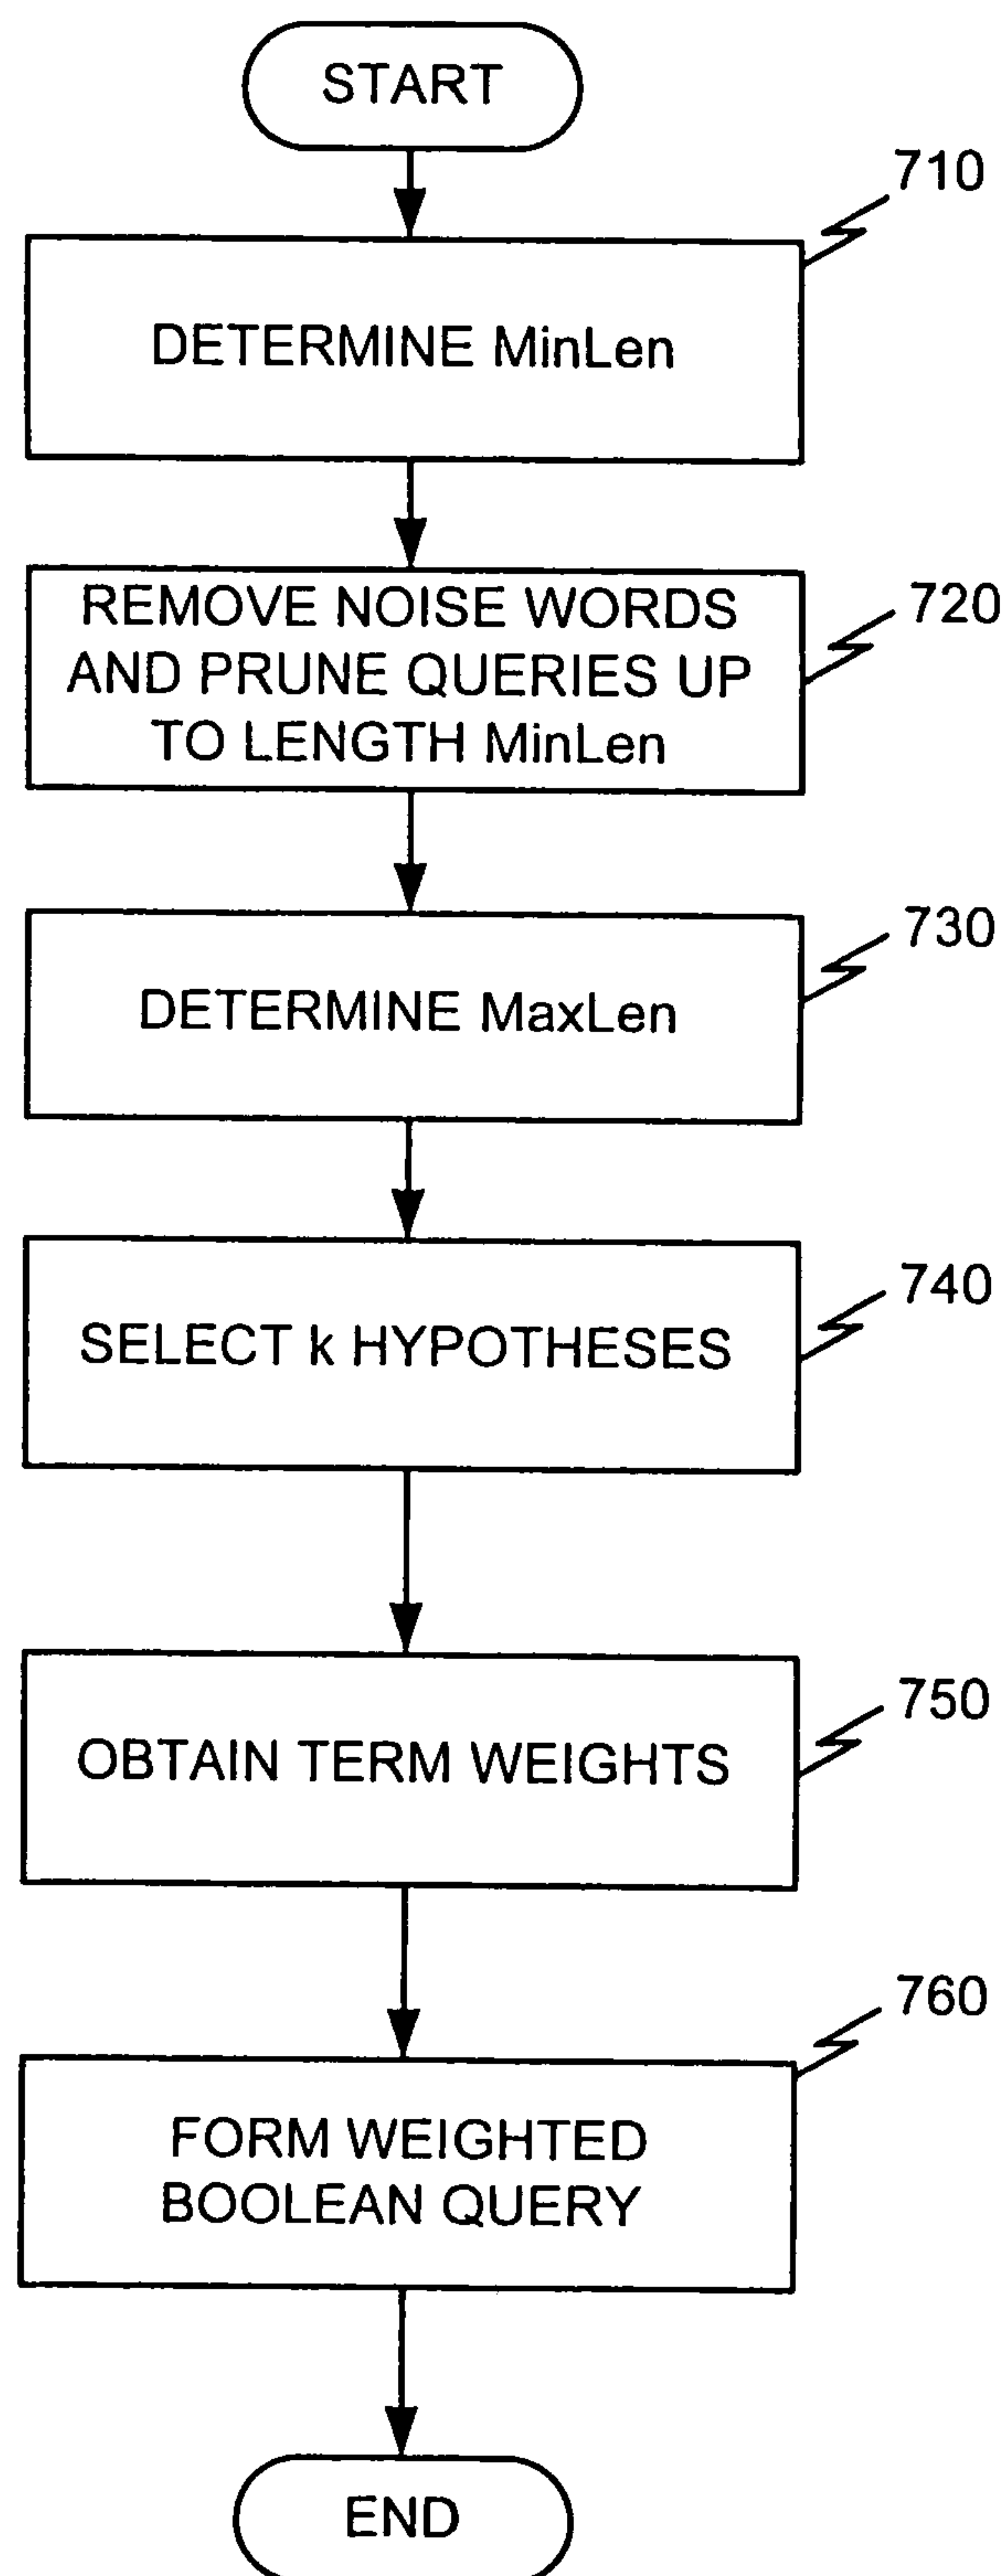 START
710
DETERMINE MinLen
720
REMOVE NOISE WORDS
AND PRUNE QUERIES UP
TO LENGTH MinLen
730
DETERMINE MaxLen
740
SELECT k HYPOTHESES
750
OBTAIN TERM WEIGHTS
760
FORM WEIGHTED
BOOLEAN QUERY
END